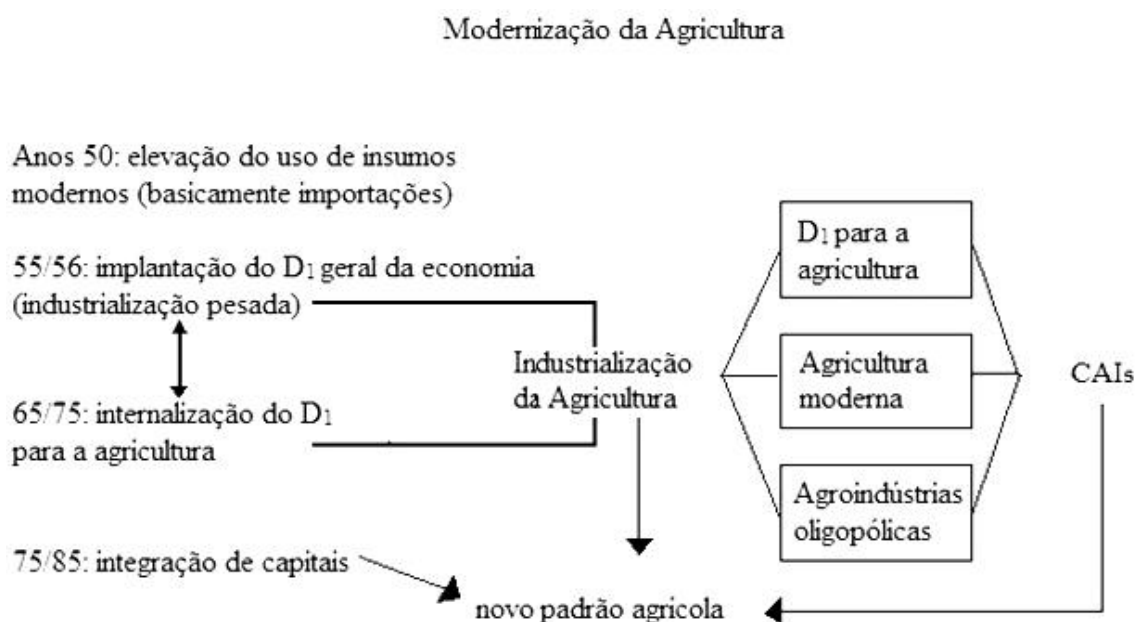 Modernização da Agricultura
Anos 50: elevação do uso de insumos
modernos (basicamente importações)
55/56: implantação do D₁ geral da economia
(industrialização pesada)
65/75: internalização do D₁
para a agricultura
75/85: integração de capitais
Industrialização
da Agricultura
novo padrão agricola
D₁ para a
agricultura
Agricultura
moderna
Agroindústrias
oligopólicas
CAIs